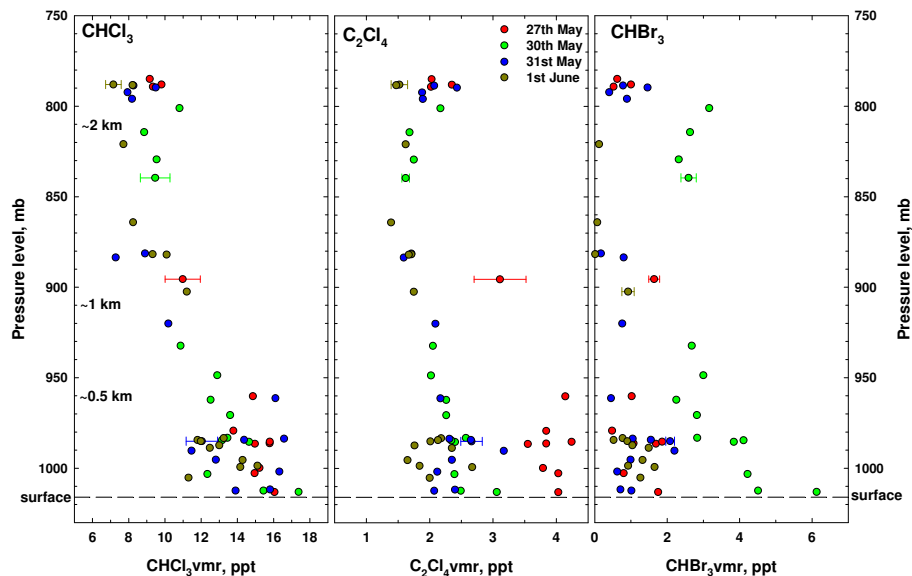 CHCl₃
C₂Cl₄
CHBr₃
27th May
30th May
31st May
1st June
750
800
850
900
950
1000
surface
Pressure level, mb
~2 km
~1 km
~0.5 km
750
800
850
900
950
1000
surface
Pressure level, mb
6 8 10 12 14 16 18
1 2 3 4
0 2 4 6
CHCl₃vmr, ppt
C₂Cl₄vmr, ppt
CHBr₃vmr, ppt